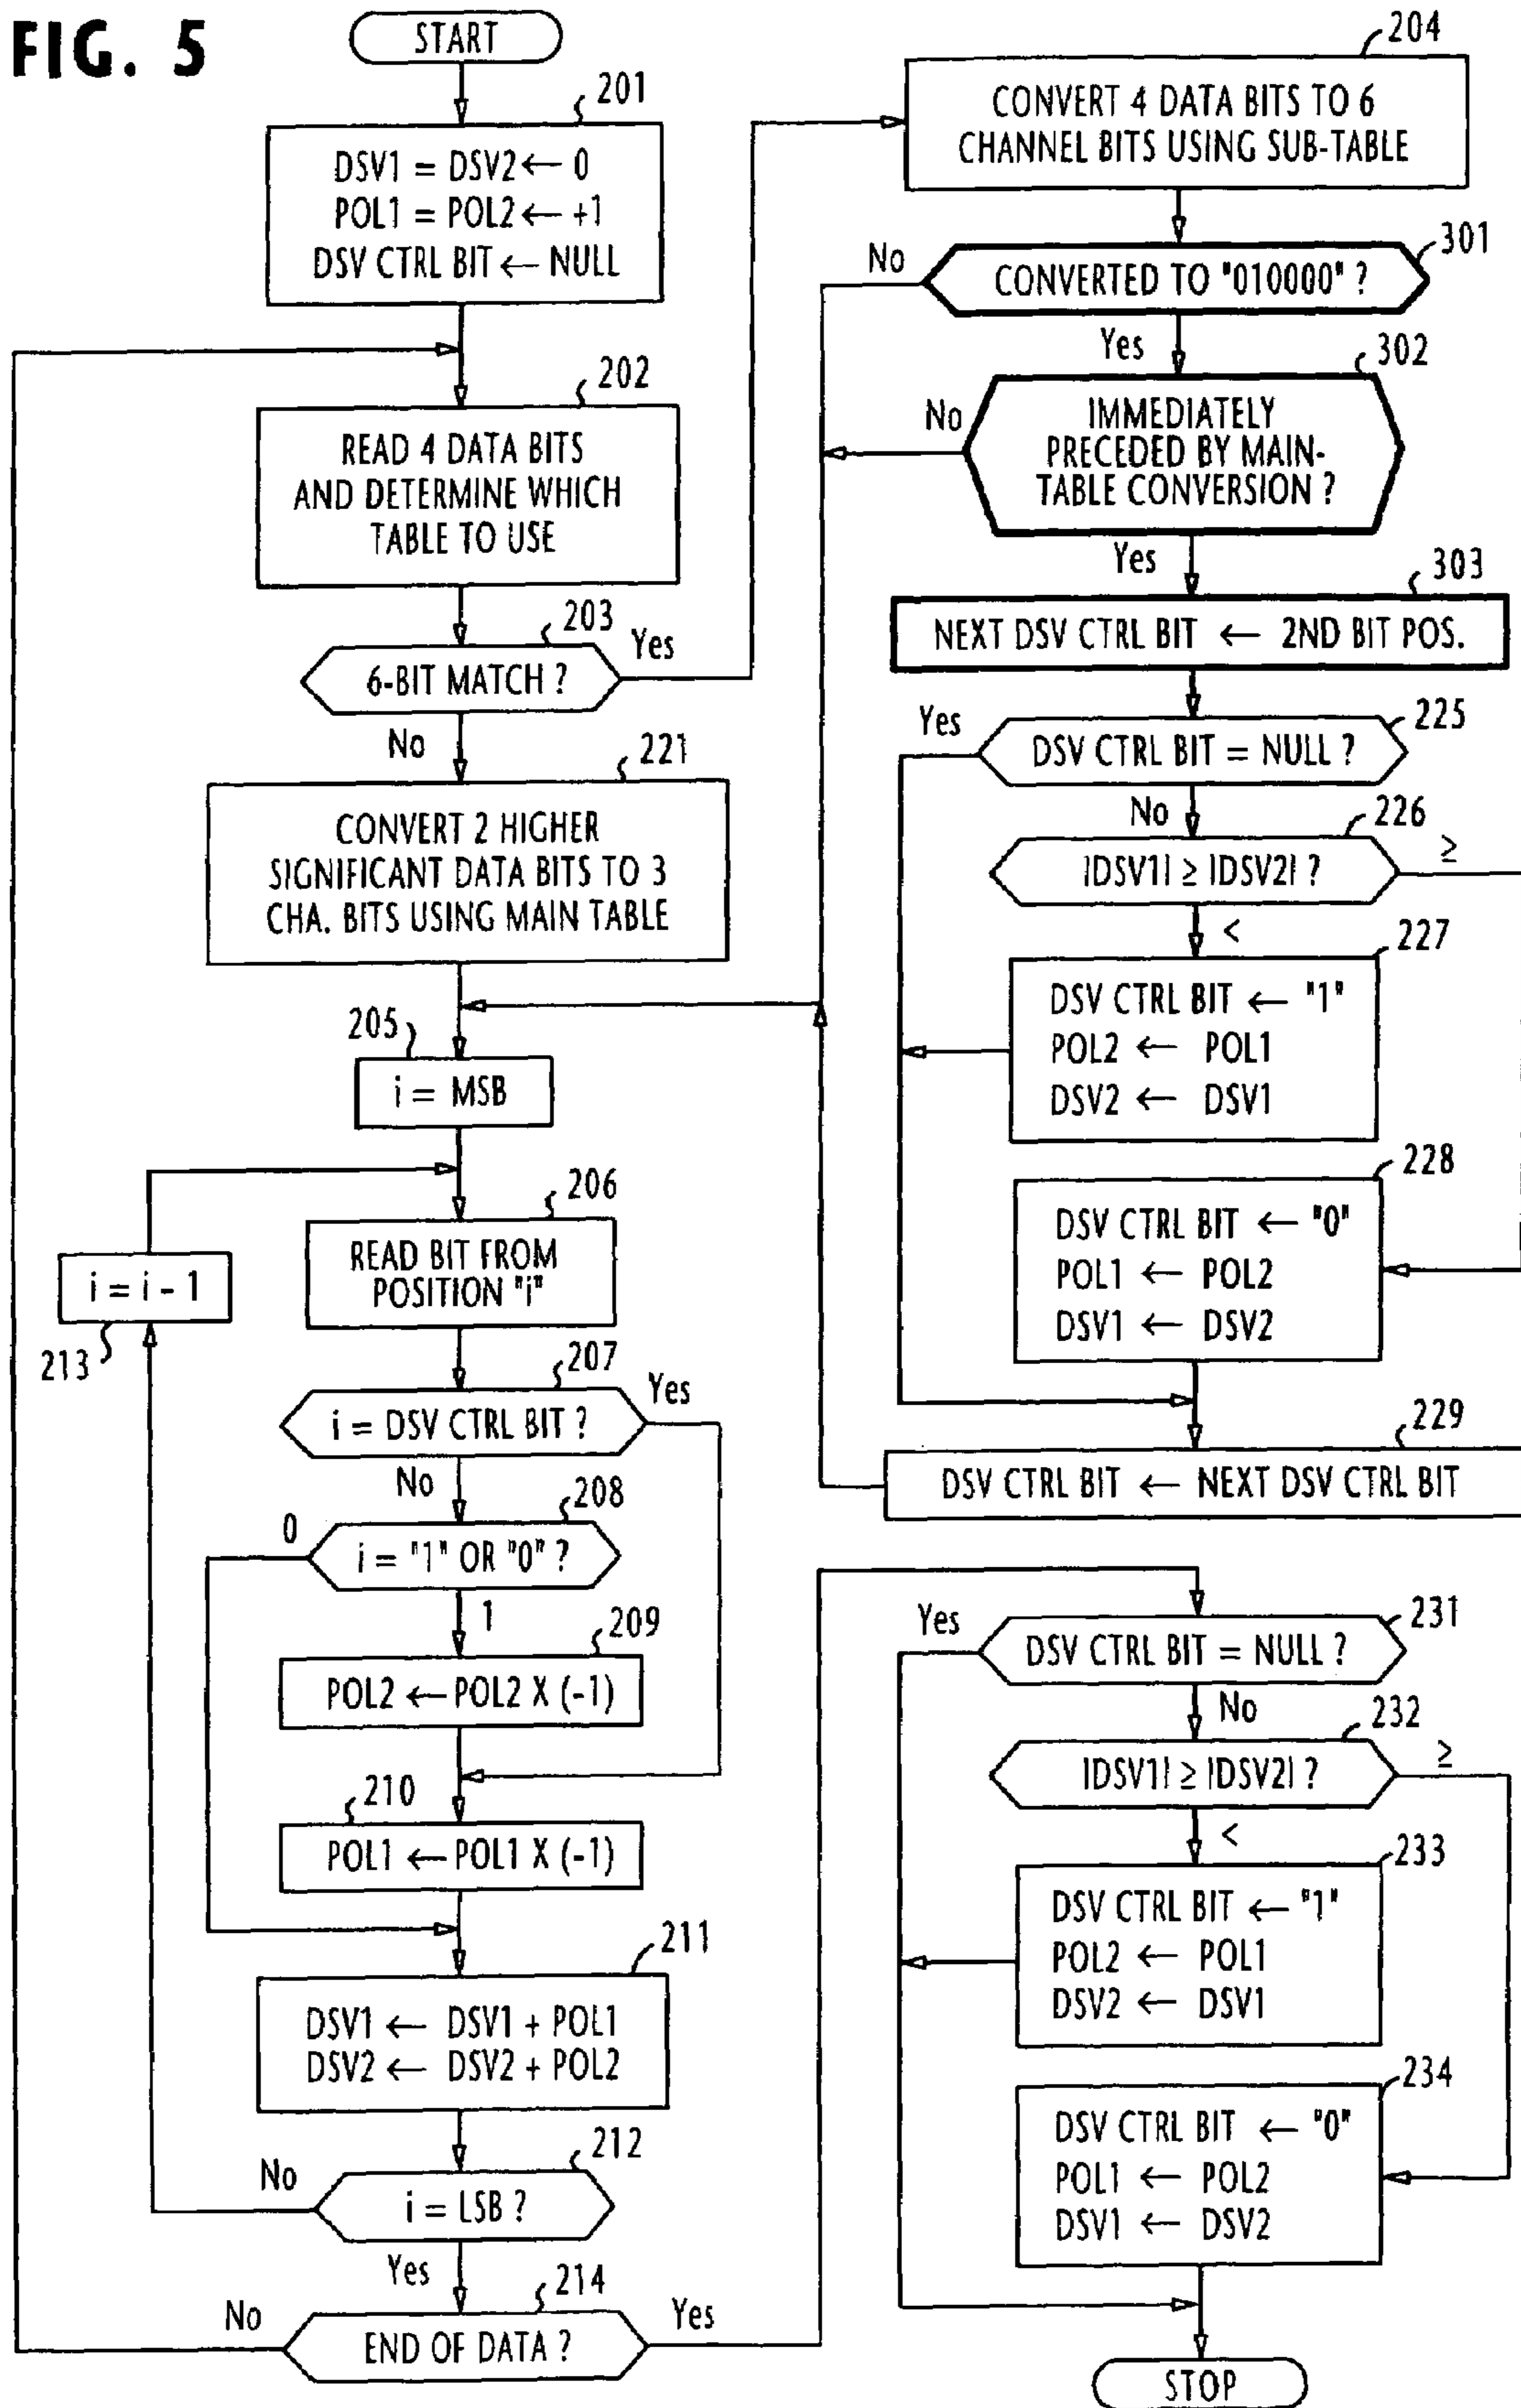 FIG. 5
START
201
DSV1 = DSV2 ← 0
POL1 = POL2 ← +1
DSV CTRL BIT ← NULL
202
READ 4 DATA BITS
AND DETERMINE WHICH
TABLE TO USE
203
6-BIT MATCH ?
Yes
No
221
CONVERT 2 HIGHER
SIGNIFICANT DATA BITS TO 3
CHA. BITS USING MAIN TABLE
205
i = MSB
206
READ BIT FROM
POSITION "i"
i = i - 1
213
207
i = DSV CTRL BIT ?
Yes
No
208
0
i = "1" OR "0" ?
1
209
POL2 ← POL2 X (-1)
210
POL1 ← POL1 X (-1)
211
DSV1 ← DSV1 + POL1
DSV2 ← DSV2 + POL2
212
No
i = LSB ?
Yes
214
No
END OF DATA ?
Yes
204
CONVERT 4 DATA BITS TO 6
CHANNEL BITS USING SUB-TABLE
301
No
CONVERTED TO "010000" ?
Yes
302
No
IMMEDIATELY
PRECEDED BY MAIN-
TABLE CONVERSION ?
Yes
303
NEXT DSV CTRL BIT ← 2ND BIT POS.
225
Yes
DSV CTRL BIT = NULL ?
No
226
|DSV1| ≥ |DSV2| ?
≥
<
227
DSV CTRL BIT ← "1"
POL2 ← POL1
DSV2 ← DSV1
228
DSV CTRL BIT ← "0"
POL1 ← POL2
DSV1 ← DSV2
229
DSV CTRL BIT ← NEXT DSV CTRL BIT
231
Yes
DSV CTRL BIT = NULL ?
No
232
|DSV1| ≥ |DSV2| ?
≥
<
233
DSV CTRL BIT ← "1"
POL2 ← POL1
DSV2 ← DSV1
234
DSV CTRL BIT ← "0"
POL1 ← POL2
DSV1 ← DSV2
STOP